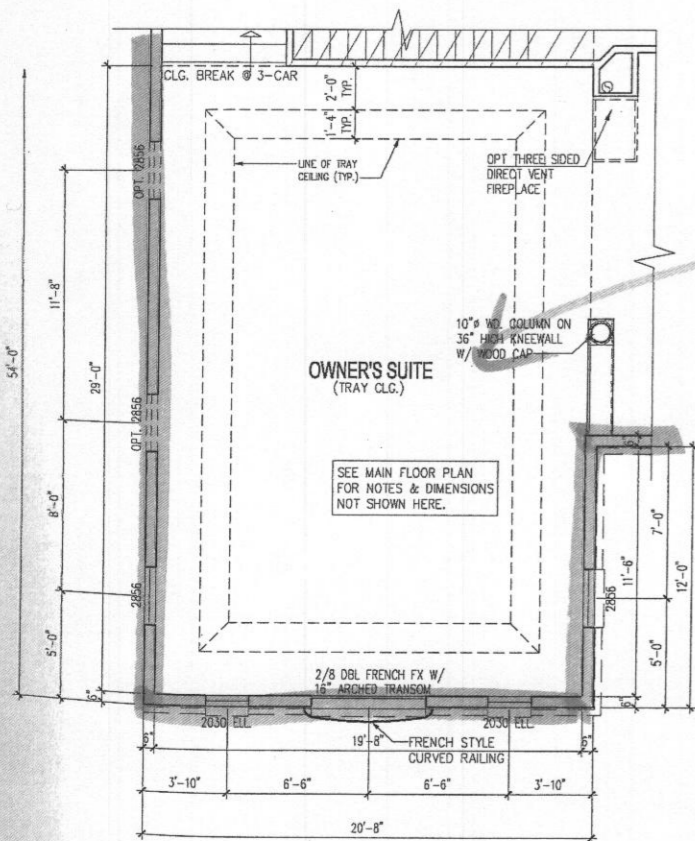 CLG. BREAK @ 3-CAR
2'-0"
TYP.
1'-4"
TYP.
LINE OF TRAY
CEILING (TYP.)
OPT THREE SIDED
DIRECT VENT
FIREPLACE
OPT. 2856
11'-8"
54'-0"
29'-0"
10"ø WD. COLUMN ON
36" HIGH KNEEWALL
W/ WOOD CAP
OWNER'S SUITE
(TRAY CLG.)
OPT. 2856
SEE MAIN FLOOR PLAN
FOR NOTES & DIMENSIONS
NOT SHOWN HERE.
6"
8'-0"
7'-0"
11'-6"
12'-0"
2856
2856
5'-0"
5'-0"
2/8 DBL FRENCH FX W/
16" ARCHED TRANSOM
6"
6"
2030 ELL.
2030 ELL.
6"
19'-8"
6"
FRENCH STYLE
CURVED RAILING
3'-10"
6'-6"
6'-6"
3'-10"
20'-8"